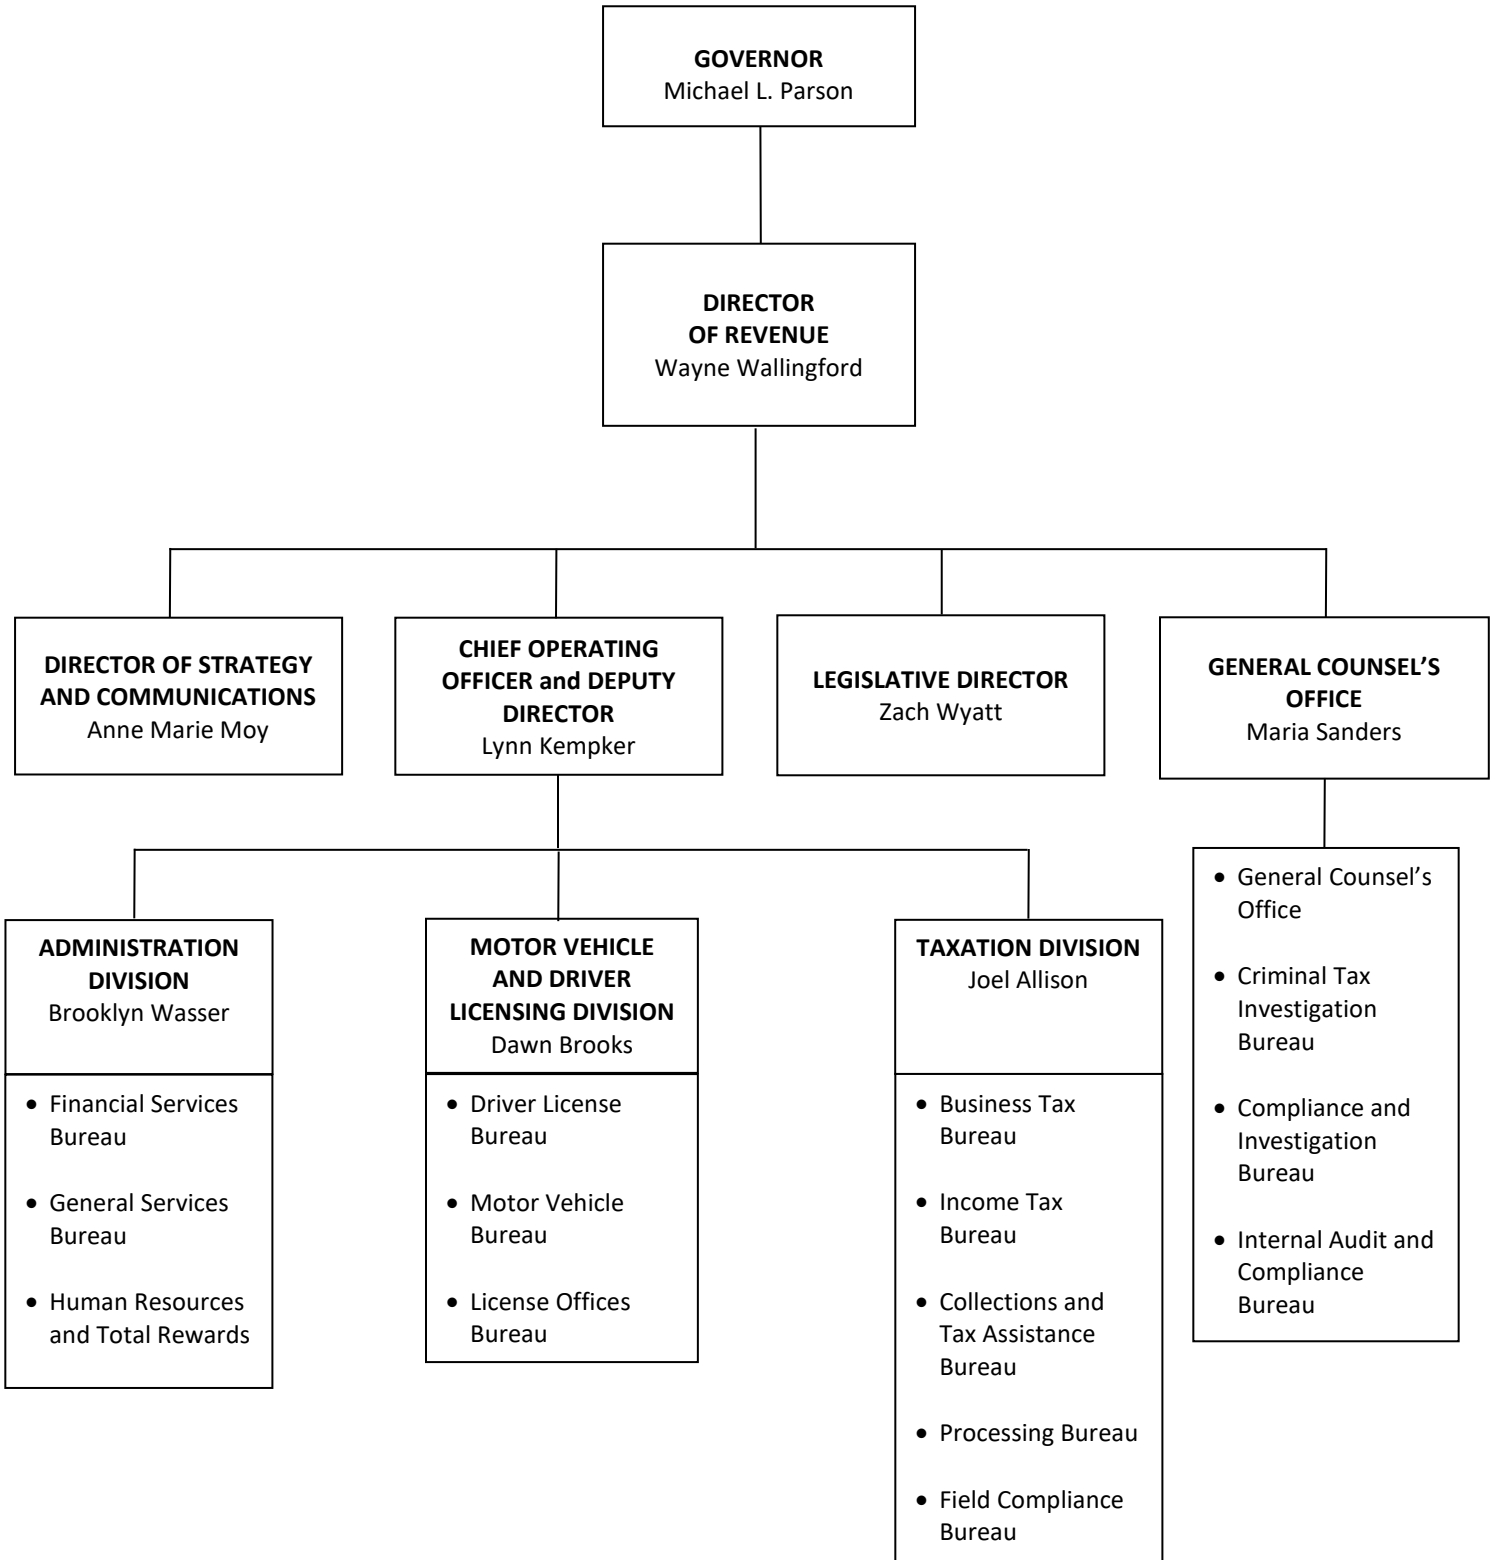 GOVERNOR
Michael L. Parson
DIRECTOR
OF REVENUE
Wayne Wallingford
DIRECTOR OF STRATEGY
AND COMMUNICATIONS
Anne Marie Moy
CHIEF OPERATING
OFFICER and DEPUTY
DIRECTOR
Lynn Kempker
LEGISLATIVE DIRECTOR
Zach Wyatt
GENERAL COUNSEL’S
OFFICE
Maria Sanders
ADMINISTRATION
DIVISION
Brooklyn Wasser
• Financial Services
Bureau
• General Services
Bureau
• Human Resources
and Total Rewards
MOTOR VEHICLE
AND DRIVER
LICENSING DIVISION
Dawn Brooks
• Driver License
Bureau
• Motor Vehicle
Bureau
• License Offices
Bureau
TAXATION DIVISION
Joel Allison
• Business Tax
Bureau
• Income Tax
Bureau
• Collections and
Tax Assistance
Bureau
• Processing Bureau
• Field Compliance
Bureau
• General Counsel’s
Office
• Criminal Tax
Investigation
Bureau
• Compliance and
Investigation
Bureau
• Internal Audit and
Compliance
Bureau